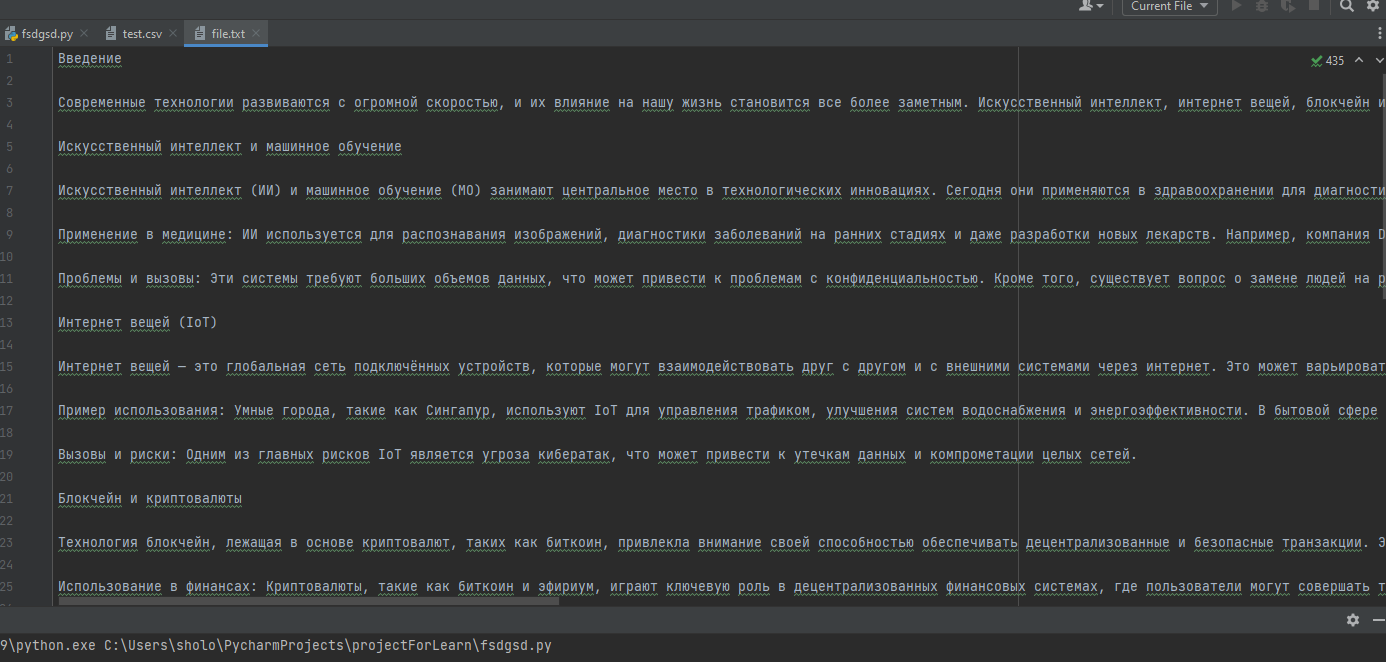 Current File
fsdgsd.py
test.csv
file.txt
435
1 Введение
2
3 Современные технологии развиваются с огромной скоростью, и их влияние на нашу жизнь становится все более заметным. Искусственный интеллект, интернет вещей, блокчейн и
4
5 Искусственный интеллект и машинное обучение
6
7 Искусственный интеллект (ИИ) и машинное обучение (МО) занимают центральное место в технологических инновациях. Сегодня они применяются в здравоохранении для диагности
8
9 Применение в медицине: ИИ используется для распознавания изображений, диагностики заболеваний на ранних стадиях и даже разработки новых лекарств. Например, компания D
10
11 Проблемы и вызовы: Эти системы требуют больших объемов данных, что может привести к проблемам с конфиденциальностью. Кроме того, существует вопрос о замене людей на р
12
13 Интернет вещей (IoT)
14
15 Интернет вещей — это глобальная сеть подключённых устройств, которые могут взаимодействовать друг с другом и с внешними системами через интернет. Это может варьироват
16
17 Пример использования: Умные города, такие как Сингапур, используют IoT для управления трафиком, улучшения систем водоснабжения и энергоэффективности. В бытовой сфере
18
19 Вызовы и риски: Одним из главных рисков IoT является угроза кибератак, что может привести к утечкам данных и компрометации целых сетей.
20
21 Блокчейн и криптовалюты
22
23 Технология блокчейн, лежащая в основе криптовалют, таких как биткоин, привлекла внимание своей способностью обеспечивать децентрализованные и безопасные транзакции. Э
24
25 Использование в финансах: Криптовалюты, такие как биткоин и эфириум, играют ключевую роль в децентрализованных финансовых системах, где пользователи могут совершать т
9\python.exe C:\Users\sholo\PycharmProjects\projectForLearn\fsdgsd.py